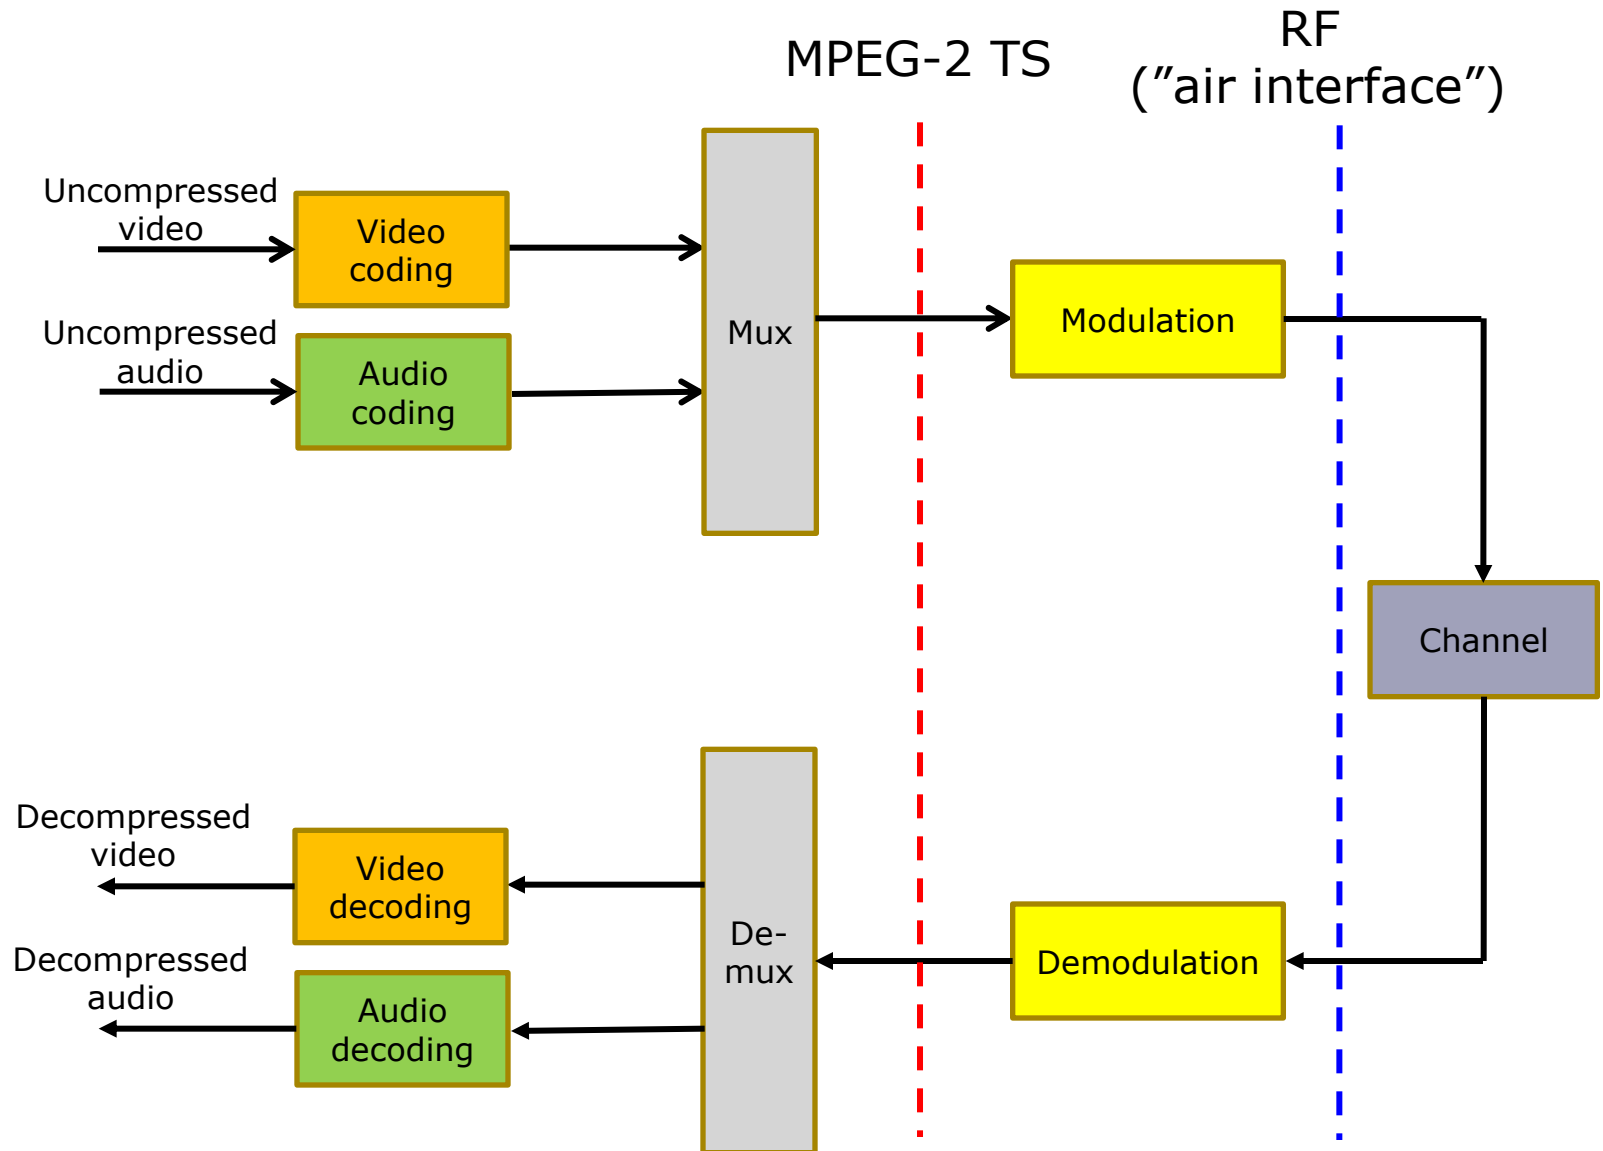 MPEG-2 TS
RF
(”air interface”)
Uncompressed
video
Video
coding
Uncompressed
audio
Audio
coding
Mux
Modulation
Channel
Decompressed
video
Video
decoding
Decompressed
audio
Audio
decoding
De-
mux
Demodulation